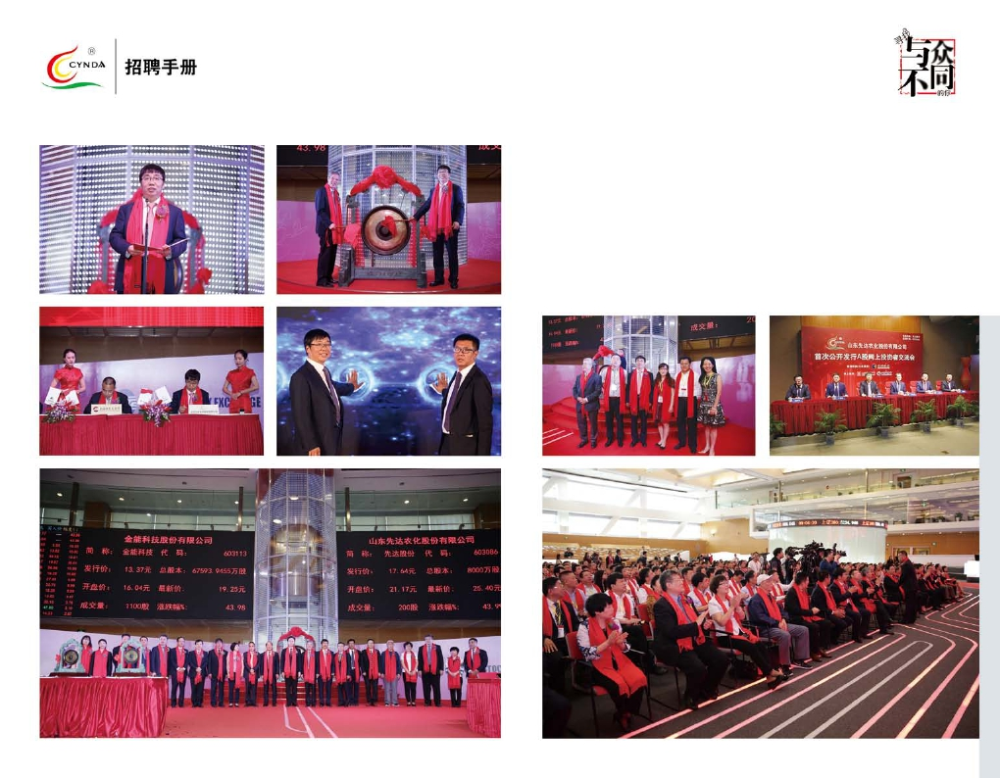 CYNDA
®
招聘手册
寻找
与众
不同
的你
43.98
成交
EXCHANGE
成交量:
山东先达农化股份有限公司
首次公开发行A股网上投资者交流会
金能科技股份有限公司
简 称: 金能科技 代 码: 603113
发行价: 13.37元 总股本: 67593.9455万股
开盘价: 16.04元 最新价: 19.25元
成交量: 1100股 涨跌幅%: 43.98
山东先达农化股份有限公司
简 称: 先达股份 代 码: 603086
发行价: 17.64元 总股本: 8000万股
开盘价: 21.17元 最新价: 25.40元
成交量: 200股 涨跌幅%: 43.9